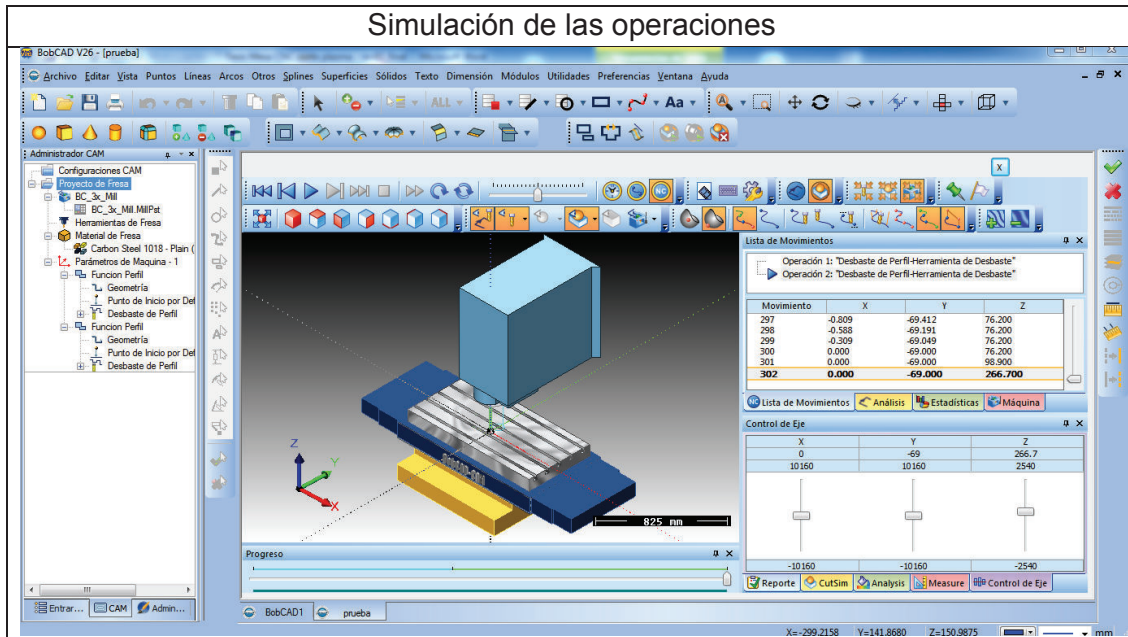 Simulación de las operaciones
BobCAD V26 - [prueba]
Archivo Editar Vista Puntos Líneas Arcos Otros Splines Superficies Sólidos Texto Dimensión Módulos Utilidades Preferencias Ventana Ayuda
ALL
Aa
Administrador CAM
Configuraciones CAM
Proyecto de Fresa
BC_3x_Mill
BC_3x_Mill.MillPst
Herramientas de Fresa
Material de Fresa
Carbon Steel 1018 - Plain (
Parámetros de Maquina - 1
Funcion Perfil
Geometría
Punto de Inicio por Def
Desbaste de Perfil
Funcion Perfil
Geometría
Punto de Inicio por Def
Desbaste de Perfil
Entrar... CAM Admin...
X
NC
Z
Y
X
825 mm
Progreso
Lista de Movimientos
Operación 1: "Desbaste de Perfil-Herramienta de Desbaste"
Operación 2: "Desbaste de Perfil-Herramienta de Desbaste"
Movimiento X Y Z
297 -0.809 -69.412 76.200
298 -0.588 -69.191 76.200
299 -0.309 -69.049 76.200
300 0.000 -69.000 76.200
301 0.000 -69.000 98.900
302 0.000 -69.000 266.700
NC Lista de Movimientos Análisis Estadísticas Máquina
Control de Eje
X Y Z
0 -69 266.7
10160 10160 2540
-10160 -10160 -2540
Reporte CutSim Analysis Measure Control de Eje
BobCAD1 prueba
X=-299.2158 Y=141.8680 Z=150.9875 mm